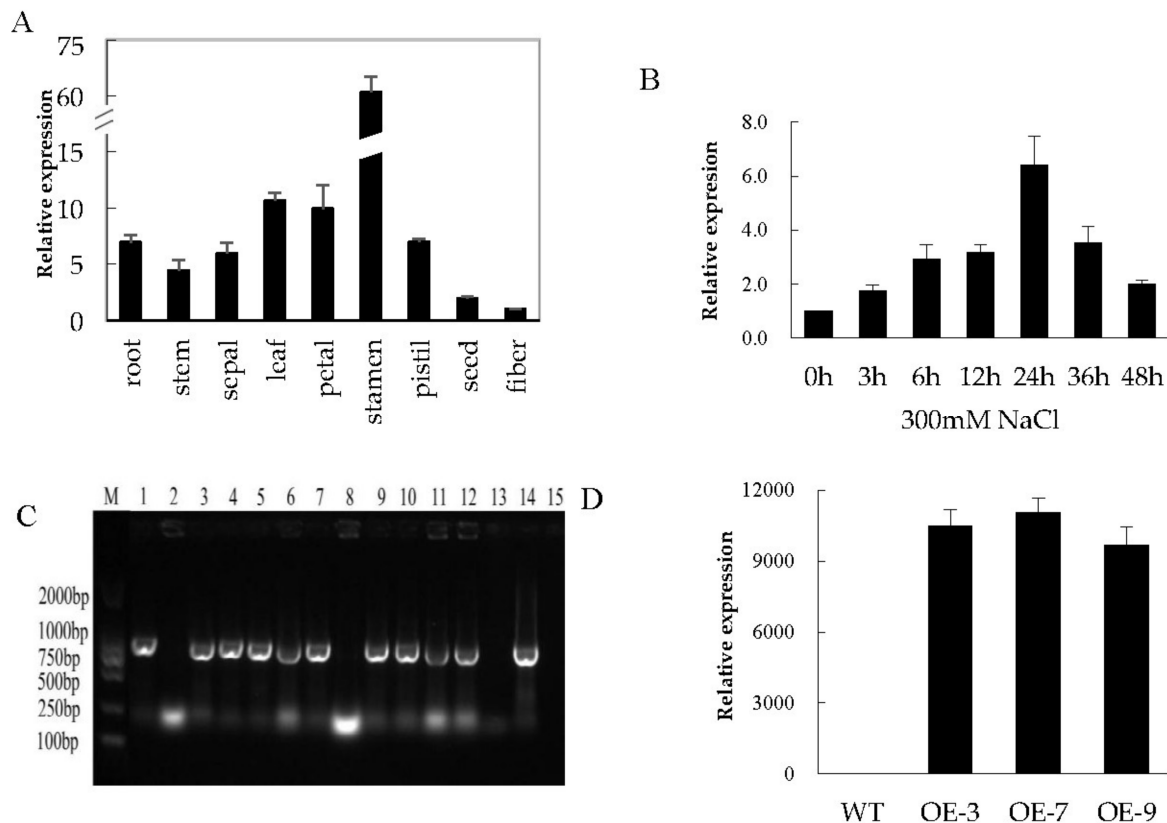 A
75
60
15
10
5
0
Relative expression
root
stem
sepal
leaf
petal
stamen
pistil
seed
fiber
B
8.0
6.0
4.0
2.0
0.0
Relative expresion
0h 3h 6h 12h 24h 36h 48h
300mM NaCl
C
M 1 2 3 4 5 6 7 8 9 10 11 12 13 14 15
2000bp
1000bp
750bp
500bp
250bp
100bp
D
12000
9000
6000
3000
0
Relative expression
WT OE-3 OE-7 OE-9